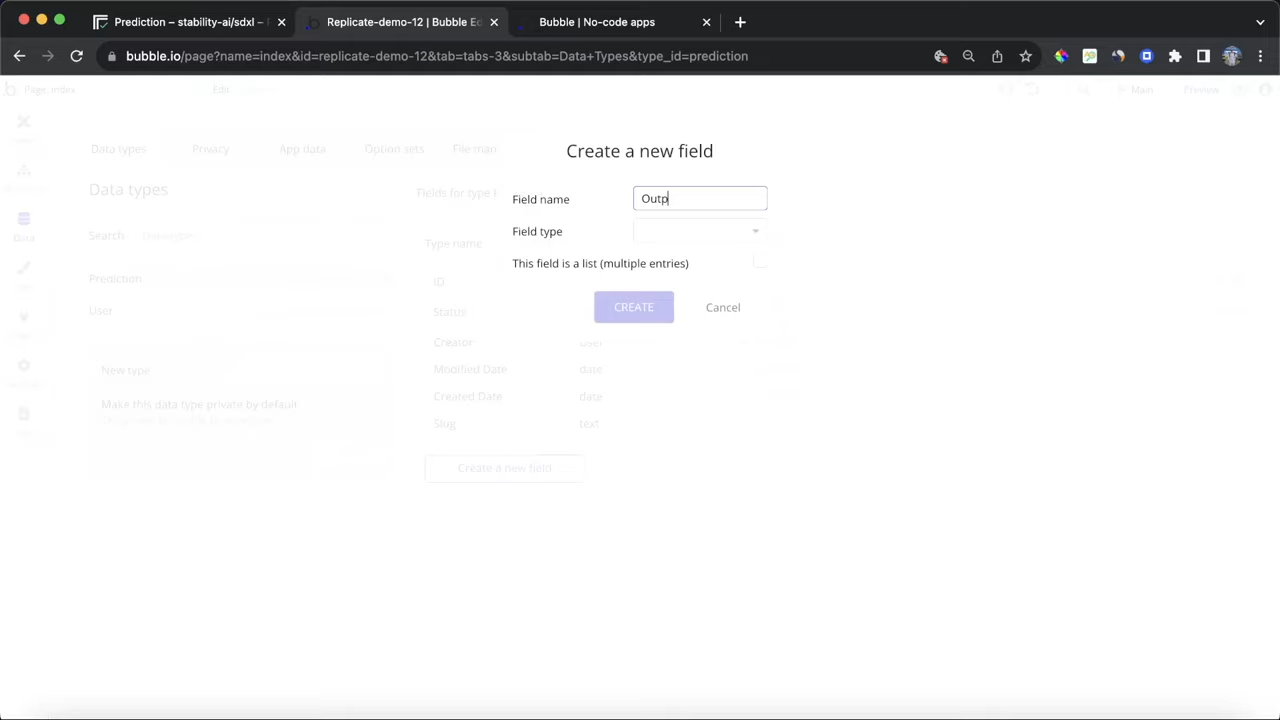 Prediction – stability-ai/sdxl –
Replicate-demo-12 | Bubble Ed
Bubble | No-code apps
bubble.io/page?name=index&id=replicate-demo-12&tab=tabs-3&subtab=Data+Types&type_id=prediction
Page: index
Edit
Main
Preview
Data types
Privacy
App data
Option sets
File man
Create a new field
Data types
Fields for type
Field name
Outp
Field type
Search
Data types
Type name
This field is a list (multiple entries)
Prediction
ID
CREATE
Cancel
User
Status
Creator
user
New type
Modified Date
date
Make this data type private by default
Created Date
date
Slug
text
Create a new field
Data